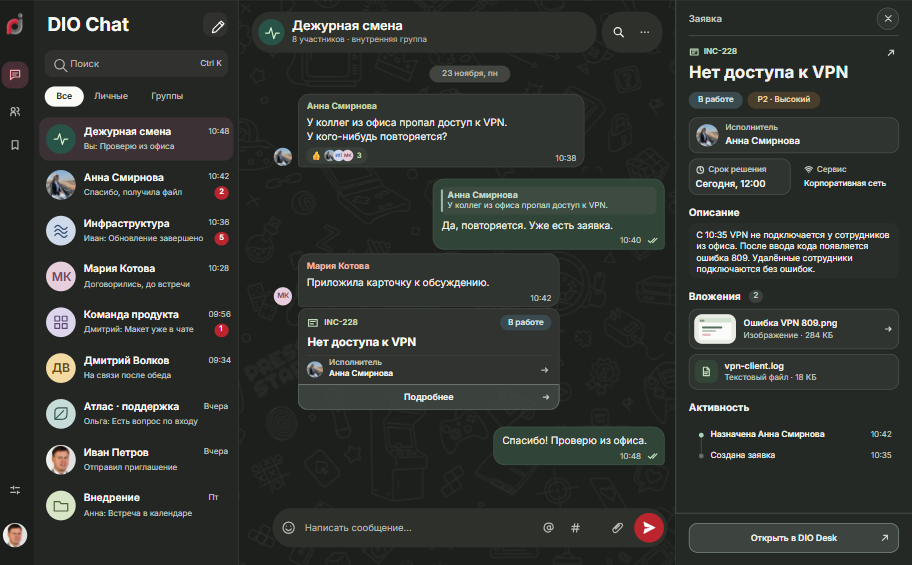 DIO Chat
Поиск
Ctrl K
Все
Личные
Группы
Дежурная смена
10:48
Вы: Проверю из офиса
Анна Смирнова
10:42
Спасибо, получила файл
2
Инфраструктура
10:36
Иван: Обновление завершено
5
МК
Мария Котова
10:28
Договорились, до встречи
Команда продукта
09:56
Дмитрий: Макет уже в чате
1
ДВ
Дмитрий Волков
09:34
На связи после обеда
Атлас · поддержка
Вчера
Ольга: Есть вопрос по входу
Иван Петров
Вчера
Отправил приглашение
Внедрение
Пт
Анна: Встреча в календаре
Дежурная смена
8 участников · внутренняя группа
23 ноября, пн
Анна Смирнова
У коллег из офиса пропал доступ к VPN.
У кого-нибудь повторяется?
3
10:38
Анна Смирнова
У коллег из офиса пропал доступ к VPN.
Да, повторяется. Уже есть заявка.
10:40
Мария Котова
Приложила карточку к обсуждению.
10:42
МК
INC-228
В работе
Нет доступа к VPN
Исполнитель
Анна Смирнова
Подробнее
Спасибо! Проверю из офиса.
10:48
Написать сообщение...
@
#
Заявка
INC-228
Нет доступа к VPN
В работе
P2 · Высокий
Исполнитель
Анна Смирнова
Срок решения
Сегодня, 12:00
Сервис
Корпоративная сеть
Описание
С 10:35 VPN не подключается у сотрудников
из офиса. После ввода кода появляется
ошибка 809. Удалённые сотрудники
подключаются без ошибок.
Вложения
2
Ошибка VPN 809.png
Изображение · 284 КБ
vpn-client.log
Текстовый файл · 18 КБ
Активность
Назначена Анна Смирнова
10:42
Создана заявка
10:35
Открыть в DIO Desk